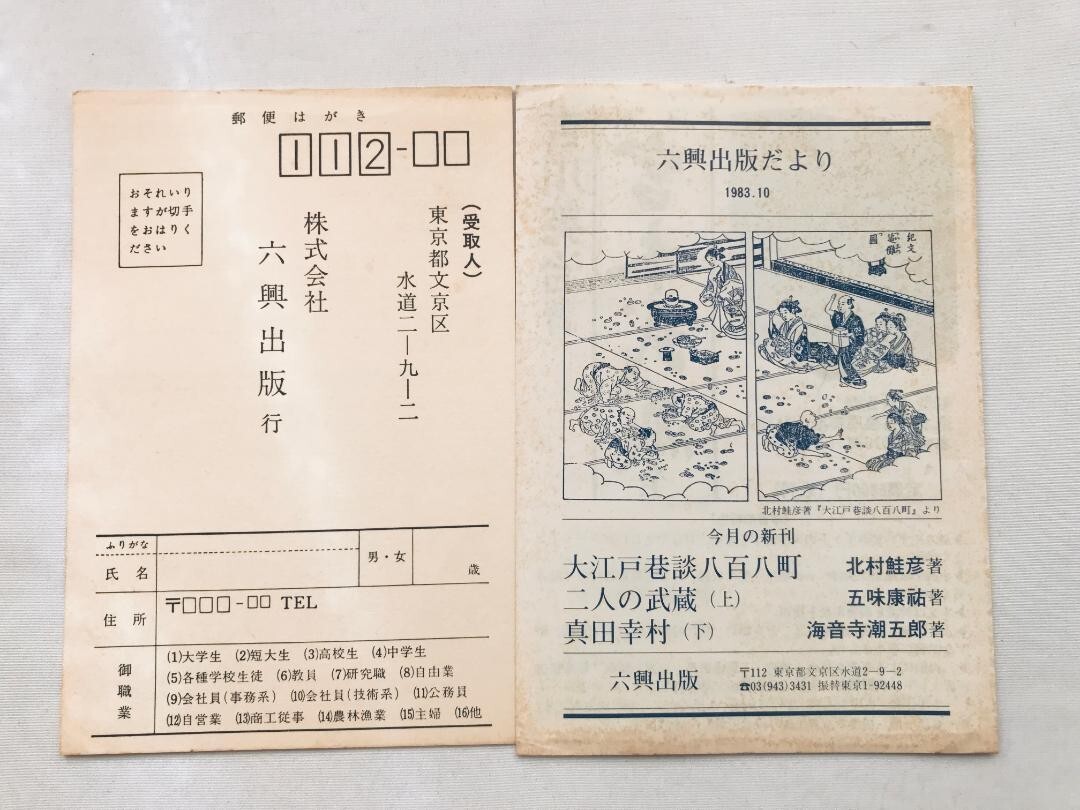 郵便はがき
112-□□
おそれいり
ますが切手
をおはりく
ださい
(受取人)
東京都文京区
水道二―九―二
株式会社
六興出版 行
ふりがな
氏名
男・女
歳
住所
〒□□□-□□ TEL
御職業
(1)大学生 (2)短大生 (3)高校生 (4)中学生
(5)各種学校生徒 (6)教員 (7)研究職 (8)自由業
(9)会社員(事務系) (10)会社員(技術系) (11)公務員
(12)自営業 (13)商工従事 (14)農林漁業 (15)主婦 (16)他
六興出版だより
1983.10
紀文
図
北村鮭彦著『大江戸巷談八百八町』より
今月の新刊
大江戸巷談八百八町 北村鮭彦著
二人の武蔵(上) 五味康祐著
真田幸村(下) 海音寺潮五郎著
六興出版
〒112 東京都文京区水道2-9-2
☎03(943)3431 振替東京1-92448